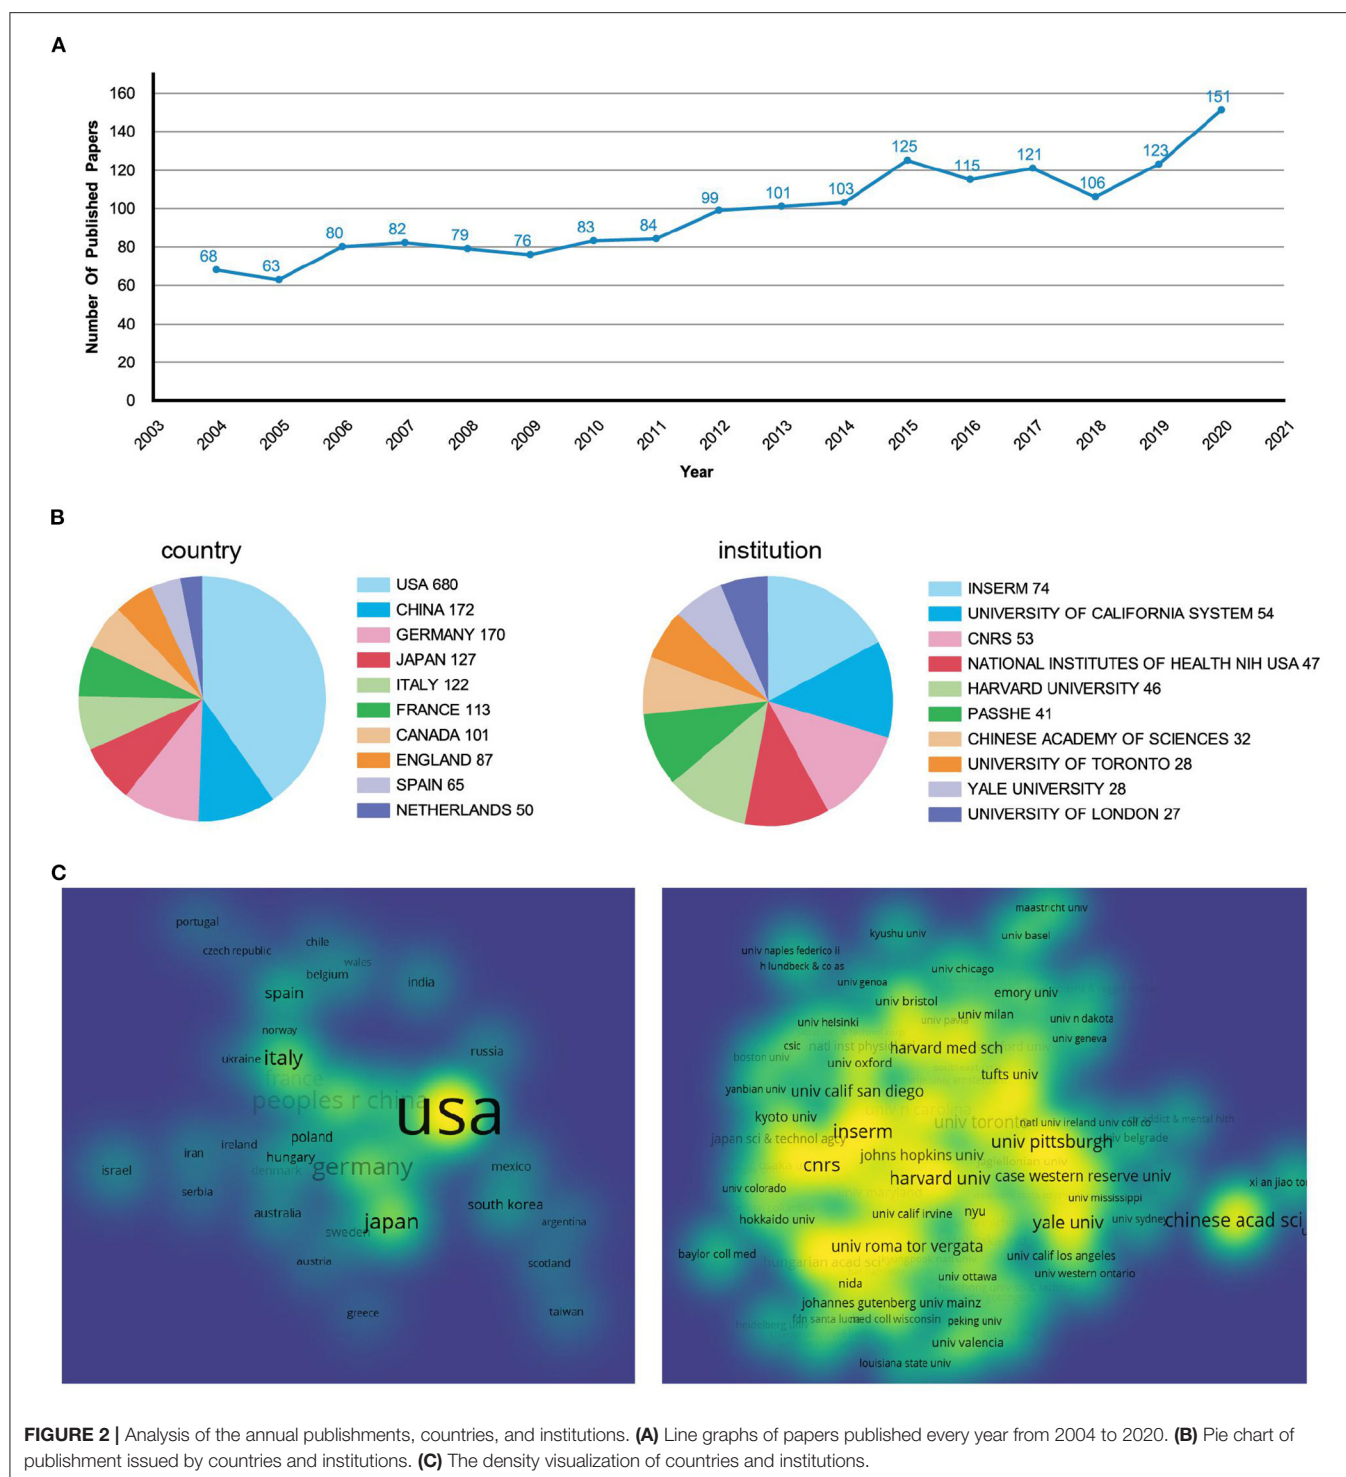 A
Number Of Published Papers
160
140
120
100
80
60
40
20
0
68
63
80
82
79
76
83
84
99
101
103
125
115
121
106
123
151
2003
2004
2005
2006
2007
2008
2009
2010
2011
2012
2013
2014
2015
2016
2017
2018
2019
2020
2021
Year
B
country
USA 680
CHINA 172
GERMANY 170
JAPAN 127
ITALY 122
FRANCE 113
CANADA 101
ENGLAND 87
SPAIN 65
NETHERLANDS 50
institution
INSERM 74
UNIVERSITY OF CALIFORNIA SYSTEM 54
CNRS 53
NATIONAL INSTITUTES OF HEALTH NIH USA 47
HARVARD UNIVERSITY 46
PASSHE 41
CHINESE ACADEMY OF SCIENCES 32
UNIVERSITY OF TORONTO 28
YALE UNIVERSITY 28
UNIVERSITY OF LONDON 27
C
portugal
czech republic
chile
wales
belgium
india
spain
norway
ukraine
italy
russia
france
peoples r china
usa
poland
ireland
iran
hungary
israel
denmark
germany
mexico
serbia
south korea
australia
japan
sweden
argentina
austria
scotland
greece
taiwan
maastricht univ
kyushu univ
univ basel
univ naples federico ii
h lundbeck & co as
univ chicago
univ genoa
emory univ
univ bristol
univ milan
univ helsinki
univ pavia
univ n dakota
csic
natl inst physiol
harvard med sch
univ geneva
boston univ
univ oxford
tufts univ
yanbian univ
univ calif san diego
univ n carolina
kyoto univ
inserm
univ toronto
natl univ ireland univ coll co
addict & mental hlth
japan sci & technol agcy
univ pittsburgh
univ belgrade
johns hopkins univ
jagiellonian univ
cnrs
harvard univ
case western reserve univ
xi an jiao to
univ colorado
univ maryland
univ mississippi
hokkaido univ
univ calif irvine
nyu
yale univ
univ sydney
chinese acad sci
baylor coll med
univ roma tor vergata
univ calif los angeles
hungarian acad sci
univ ottawa
univ western ontario
nida
johannes gutenberg univ mainz
heidelberg univ
fdn santa lucia
med coll wisconsin
peking univ
univ valencia
louisiana state univ
FIGURE 2 | Analysis of the annual publishments, countries, and institutions. (A) Line graphs of papers published every year from 2004 to 2020. (B) Pie chart of
publishment issued by countries and institutions. (C) The density visualization of countries and institutions.